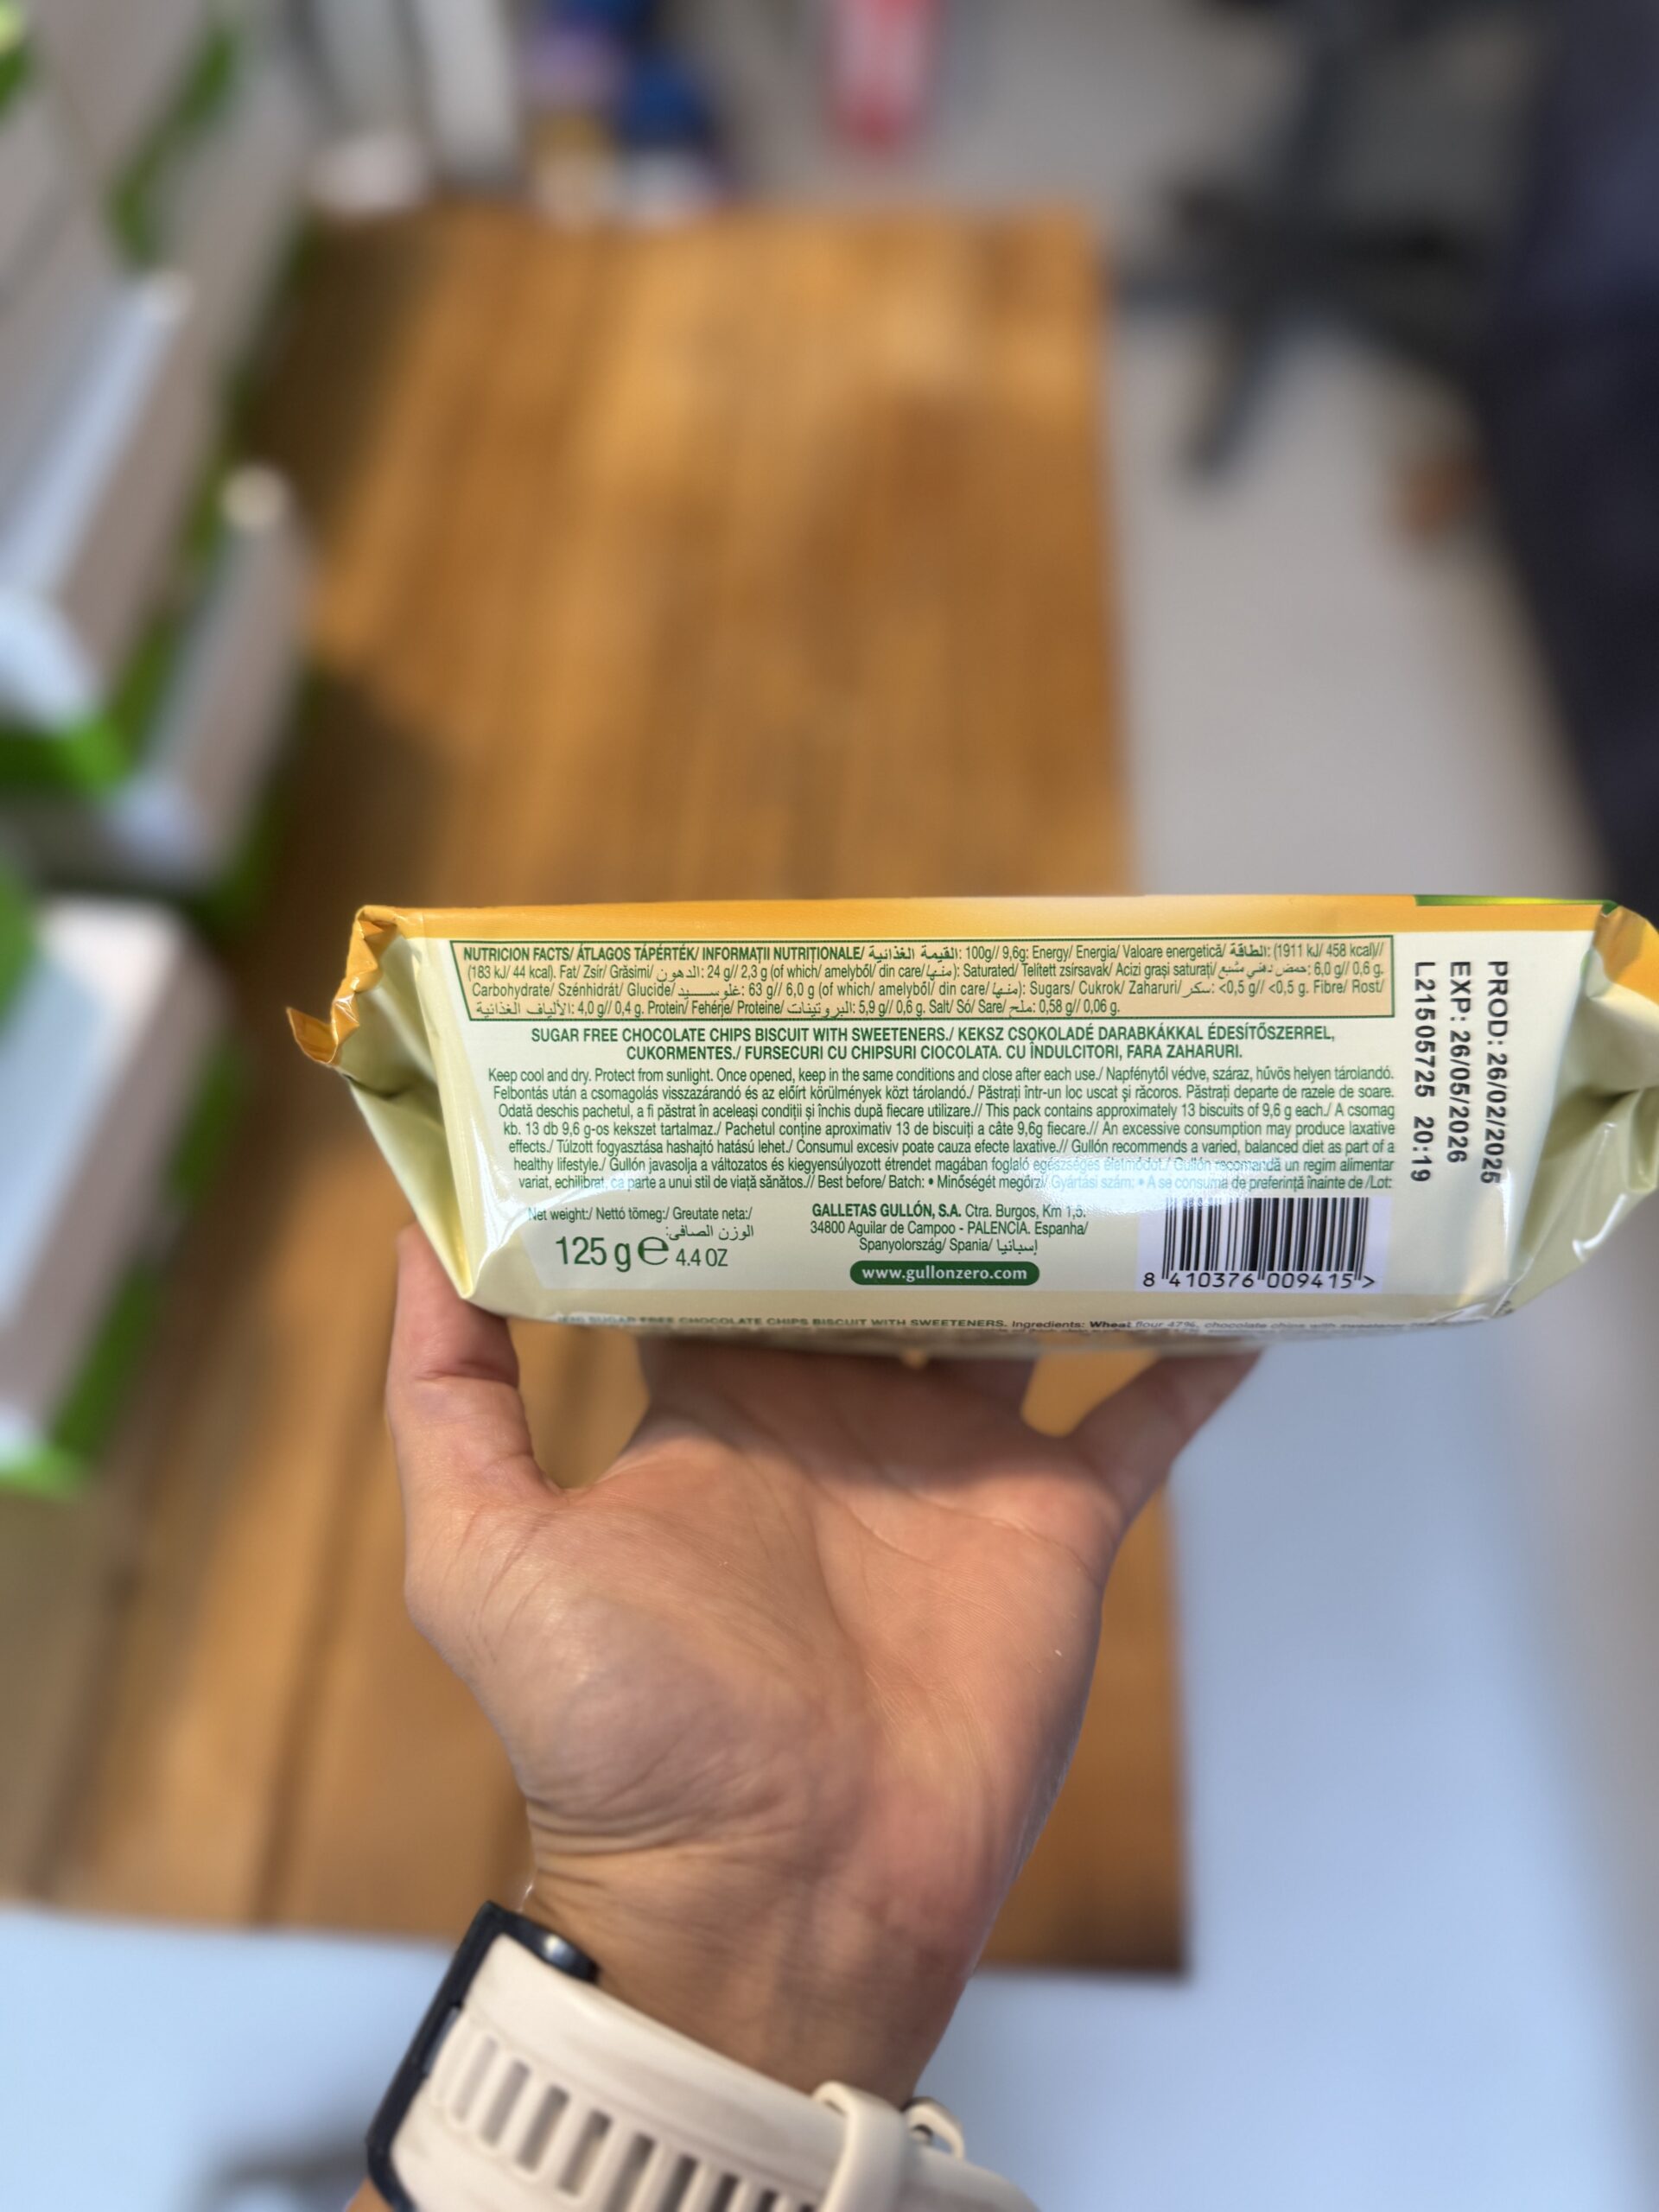 NUTRICION FACTS/ ÁTLAGOS TÁPÉRTÉK/ INFORMAȚII NUTRIȚIONALE/ القيمة الغذائية: 100g// 9,6g: Energy/ Energia/ Valoare energetică/ الطاقة: (1911 kJ/ 458 kcal)//
(183 kJ/ 44 kcal). Fat/ Zsír/ Grăsimi/ الدهون: 24 g// 2,3 g (of which/ amelyből/ din care/ منها): Saturated/ Telített zsírsavak/ Acizi grași saturați/ حمض دهني مشبع: 6,0 g// 0,6 g.
Carbohydrate/ Szénhidrát/ Glucide/ غلوسيد: 63 g// 6,0 g (of which/ amelyből/ din care/ منها): Sugars/ Cukrok/ Zaharuri/ سكر: <0,5 g// <0,5 g. Fibre/ Rost/
الألياف الغذائية: 4,0 g// 0,4 g. Protein/ Fehérje/ Proteine/ البروتينات: 5,9 g// 0,6 g. Salt/ Só/ Sare/ ملح: 0,58 g// 0,06 g.
SUGAR FREE CHOCOLATE CHIPS BISCUIT WITH SWEETENERS./ KEKSZ CSOKOLADÉ DARABKÁKKAL ÉDESÍTŐSZERREL,
CUKORMENTES./ FURSECURI CU CHIPSURI CIOCOLATA. CU ÎNDULCITORI, FARA ZAHARURI.
Keep cool and dry. Protect from sunlight. Once opened, keep in the same conditions and close after each use./ Napfénytől védve, száraz, hűvös helyen tárolandó.
Felbontás után a csomagolás visszazárandó és az előírt körülmények közt tárolandó./ Păstrați într-un loc uscat și răcoros. Păstrați departe de razele de soare.
Odată deschis pachetul, a fi păstrat în aceleași condiții și închis după fiecare utilizare.// This pack contains approximately 13 biscuits of 9,6 g each./ A csomag
kb. 13 db 9,6 g-os kekszet tartalmaz./ Pachetul conține aproximativ 13 de biscuiți a câte 9,6g fiecare.// An excessive consumption may produce laxative
effects./ Túlzott fogyasztása hashajtó hatású lehet./ Consumul excesiv poate cauza efecte laxative.// Gullón recommends a varied, balanced diet as part of a
healthy lifestyle./ Gullón javasolja a változatos és kiegyensúlyozott étrendet magában foglaló egészséges életmódot./ Gullón recomandă un regim alimentar
variat, echilibrat, ca parte a unui stil de viață sănătos.// Best before/ Batch: • Minőségét megőrzi/ Gyártási szám: • A se consuma de preferință înainte de /Lot:
Net weight:/ Nettó tömeg:/ Greutate neta:/
الوزن الصافي:
125 g e 4.4 OZ
GALLETAS GULLÓN, S.A. Ctra. Burgos, Km 1,5.
34800 Aguilar de Campoo - PALENCIA. Espanha/
Spanyolország/ Spania/ إسبانيا
www.gullonzero.com
8 410376 009415 >
PROD: 26/02/2025
EXP: 26/05/2026
L21505725 20:19
SUGAR FREE CHOCOLATE CHIPS BISCUIT WITH SWEETENERS. Ingredients: Wheat flour 47%, chocolate chips with